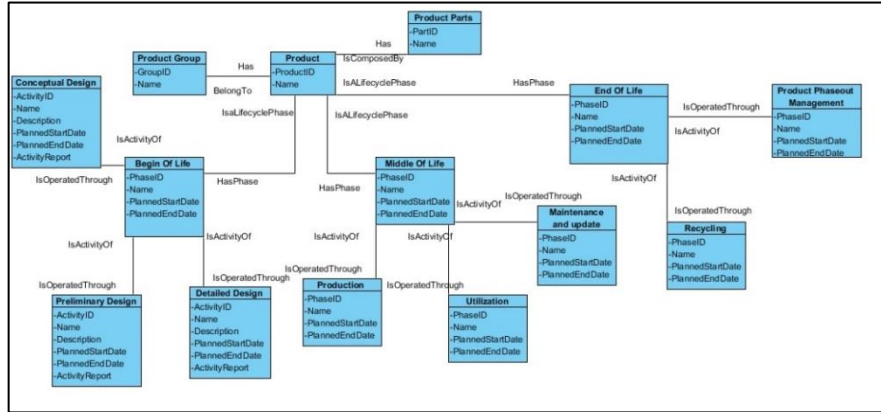 Product Parts
-PartID
-Name
Has
IsComposedBy
Product Group
-GroupID
-Name
Has
BelongTo
Product
-ProductID
-Name
IsALifecyclePhase
HasPhase
IsaLifecyclePhase
IsALifecyclePhase
Conceptual Design
-ActivityID
-Name
-Description
-PlannedStartDate
-PlannedEndDate
-ActivityReport
IsActivityOf
IsOperatedThrough
End Of Life
-PhaseID
-Name
-PlannedStartDate
-PlannedEndDate
IsOperatedThrough
IsActivityOf
Product Phaseout
Management
-PhaseID
-Name
-PlannedStartDate
-PlannedEndDate
Begin Of Life
-PhaseID
-Name
-PlannedStartDate
-PlannedEndDate
HasPhase
HasPhase
Middle Of Life
-PhaseID
-Name
-PlannedStartDate
-PlannedEndDate
IsActivityOf
IsOperatedThrough
IsActivityOf
IsOperatedThrough
Maintenance
and update
-PhaseID
-Name
-PlannedStartDate
-PlannedEndDate
Recycling
-PhaseID
-Name
-PlannedStartDate
-PlannedEndDate
IsActivityOf
IsActivityOf
IsActivityOf
IsActivityOf
IsOperatedThrough
IsOperatedThrough
IsOperatedThrough
IsOperatedThrough
Preliminary Design
-ActivityID
-Name
-Description
-PlannedStartDate
-PlannedEndDate
-ActivityReport
Detailed Design
-ActivityID
-Name
-Description
-PlannedStartDate
-PlannedEndDate
-ActivityReport
Production
-PhaseID
-Name
-PlannedStartDate
-PlannedEndDate
Utilization
-PhaseID
-Name
-PlannedStartDate
-PlannedEndDate